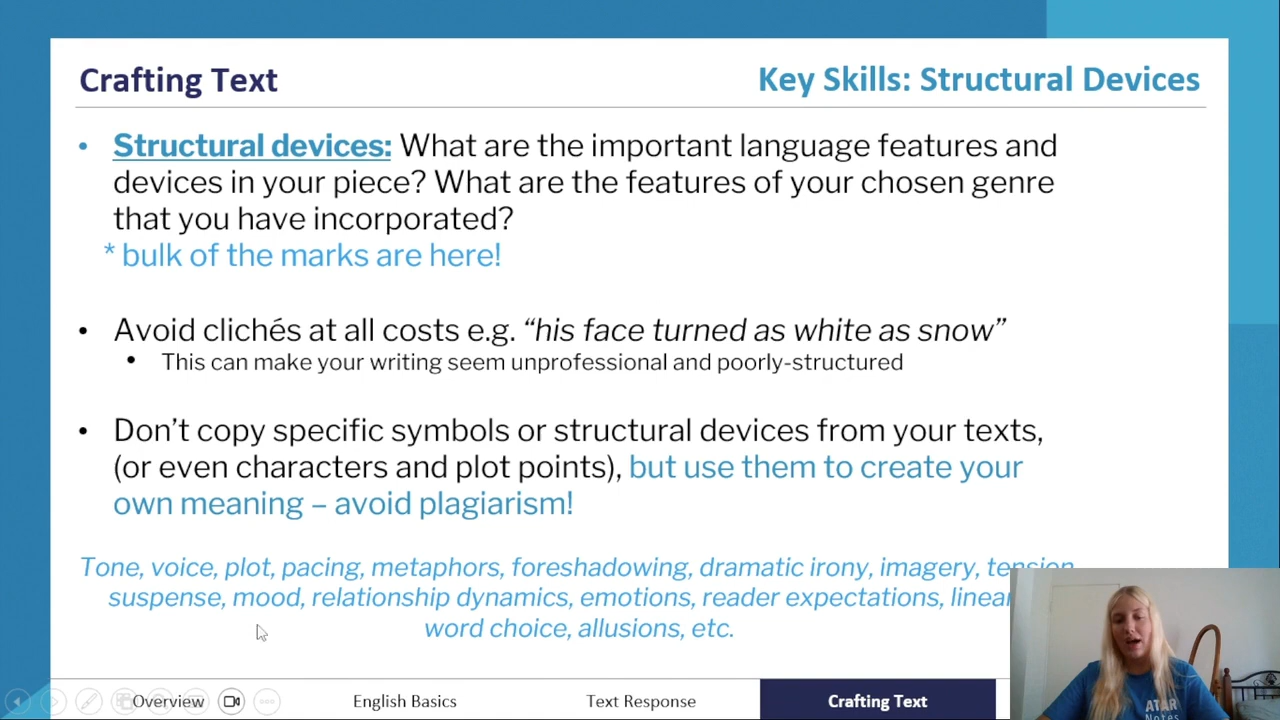 Crafting Text
Key Skills: Structural Devices
• Structural devices: What are the important language features and
devices in your piece? What are the features of your chosen genre
that you have incorporated?
* bulk of the marks are here!
• Avoid clichés at all costs e.g. “his face turned as white as snow”
• This can make your writing seem unprofessional and poorly-structured
• Don’t copy specific symbols or structural devices from your texts,
(or even characters and plot points), but use them to create your
own meaning – avoid plagiarism!
Tone, voice, plot, pacing, metaphors, foreshadowing, dramatic irony, imagery, tension
suspense, mood, relationship dynamics, emotions, reader expectations,
word choice, allusions, etc.
Overview
English Basics
Text Response
Crafting Text
ATAR
Notes